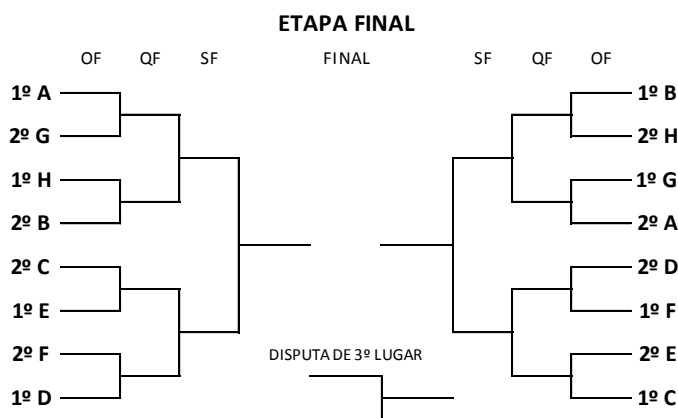 ETAPA FINAL
OF QF SF FINAL SF QF OF
1º A 1º B
2º G 2º H
1º H 1º G
2º B 2º A
2º C 2º D
1º E 1º F
2º F 2º E
DISPUTA DE 3º LUGAR
1º D 1º C